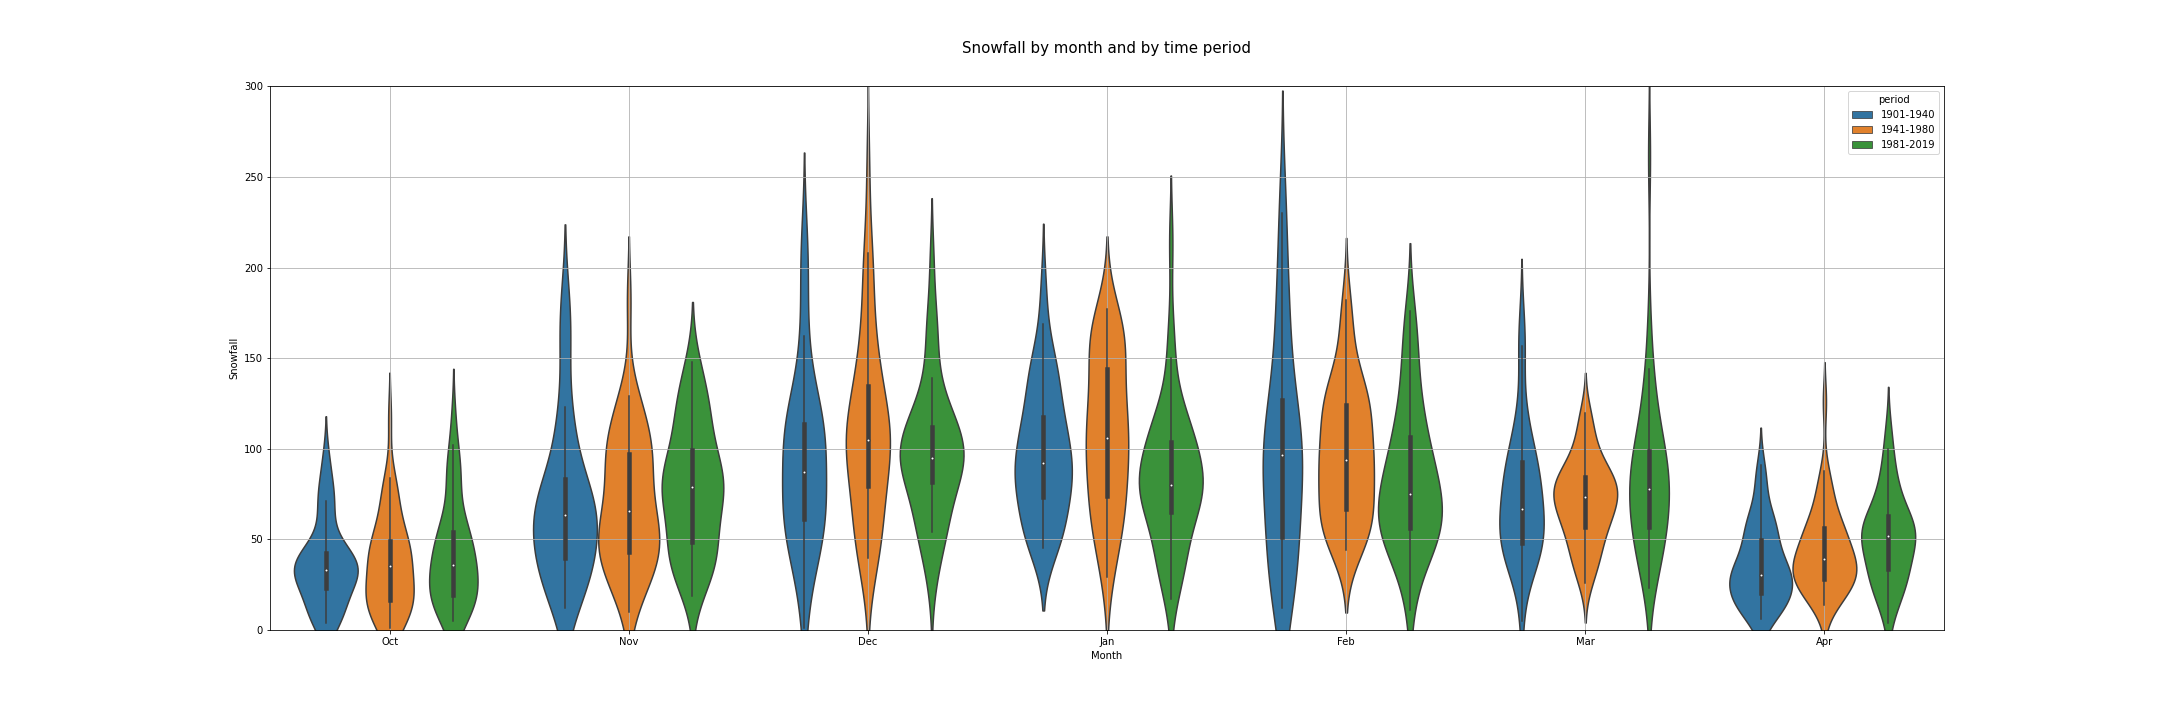 Snowfall by month and by time period
300
250
200
150
100
50
0
Snowfall
period
1901-1940
1941-1980
1981-2019
Oct
Nov
Dec
Jan
Feb
Mar
Apr
Month